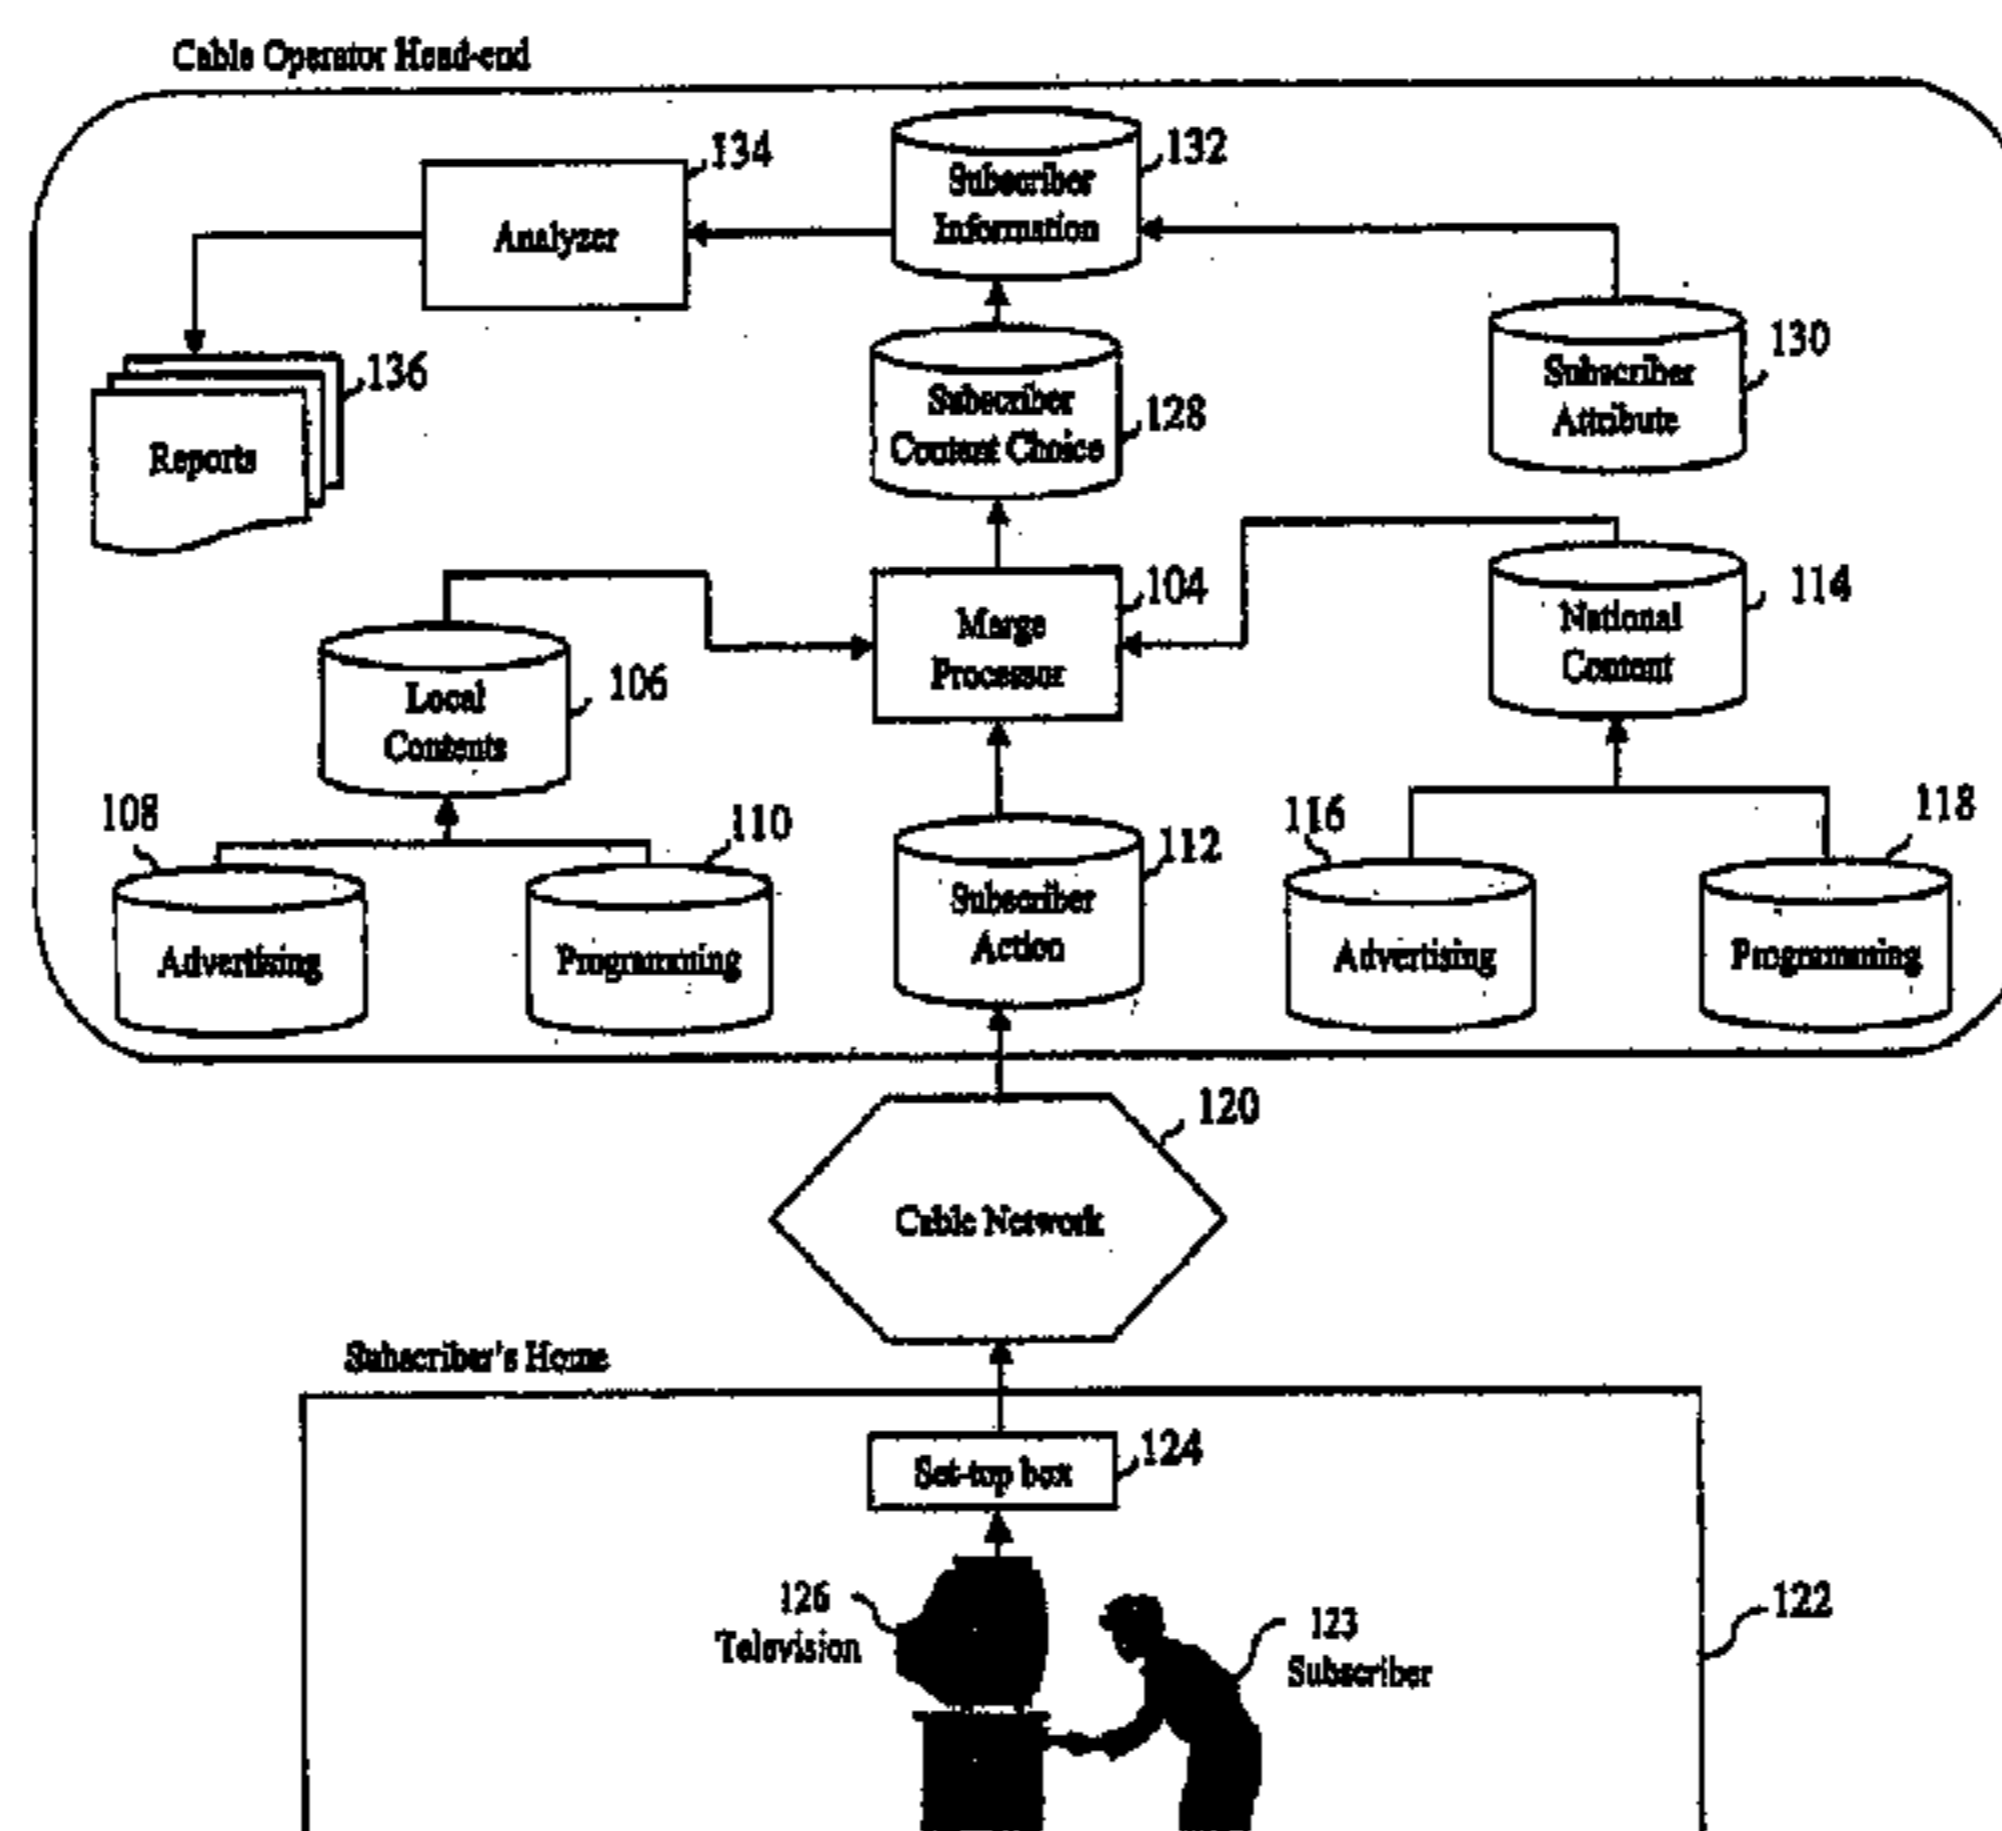 Cable Operator Head-end
134
132
Subscriber
Information
Analyzer
130
136
Subscriber
Attribute
Subscriber
Content Choice
128
Reports
104
114
Merge
Processor
National
Content
106
Local
Contents
108
110
112
116
118
Subscriber
Action
Advertising
Programming
Advertising
Programming
120
Cable Network
Subscriber's Home
124
Set-top box
126
Television
123
Subscriber
122